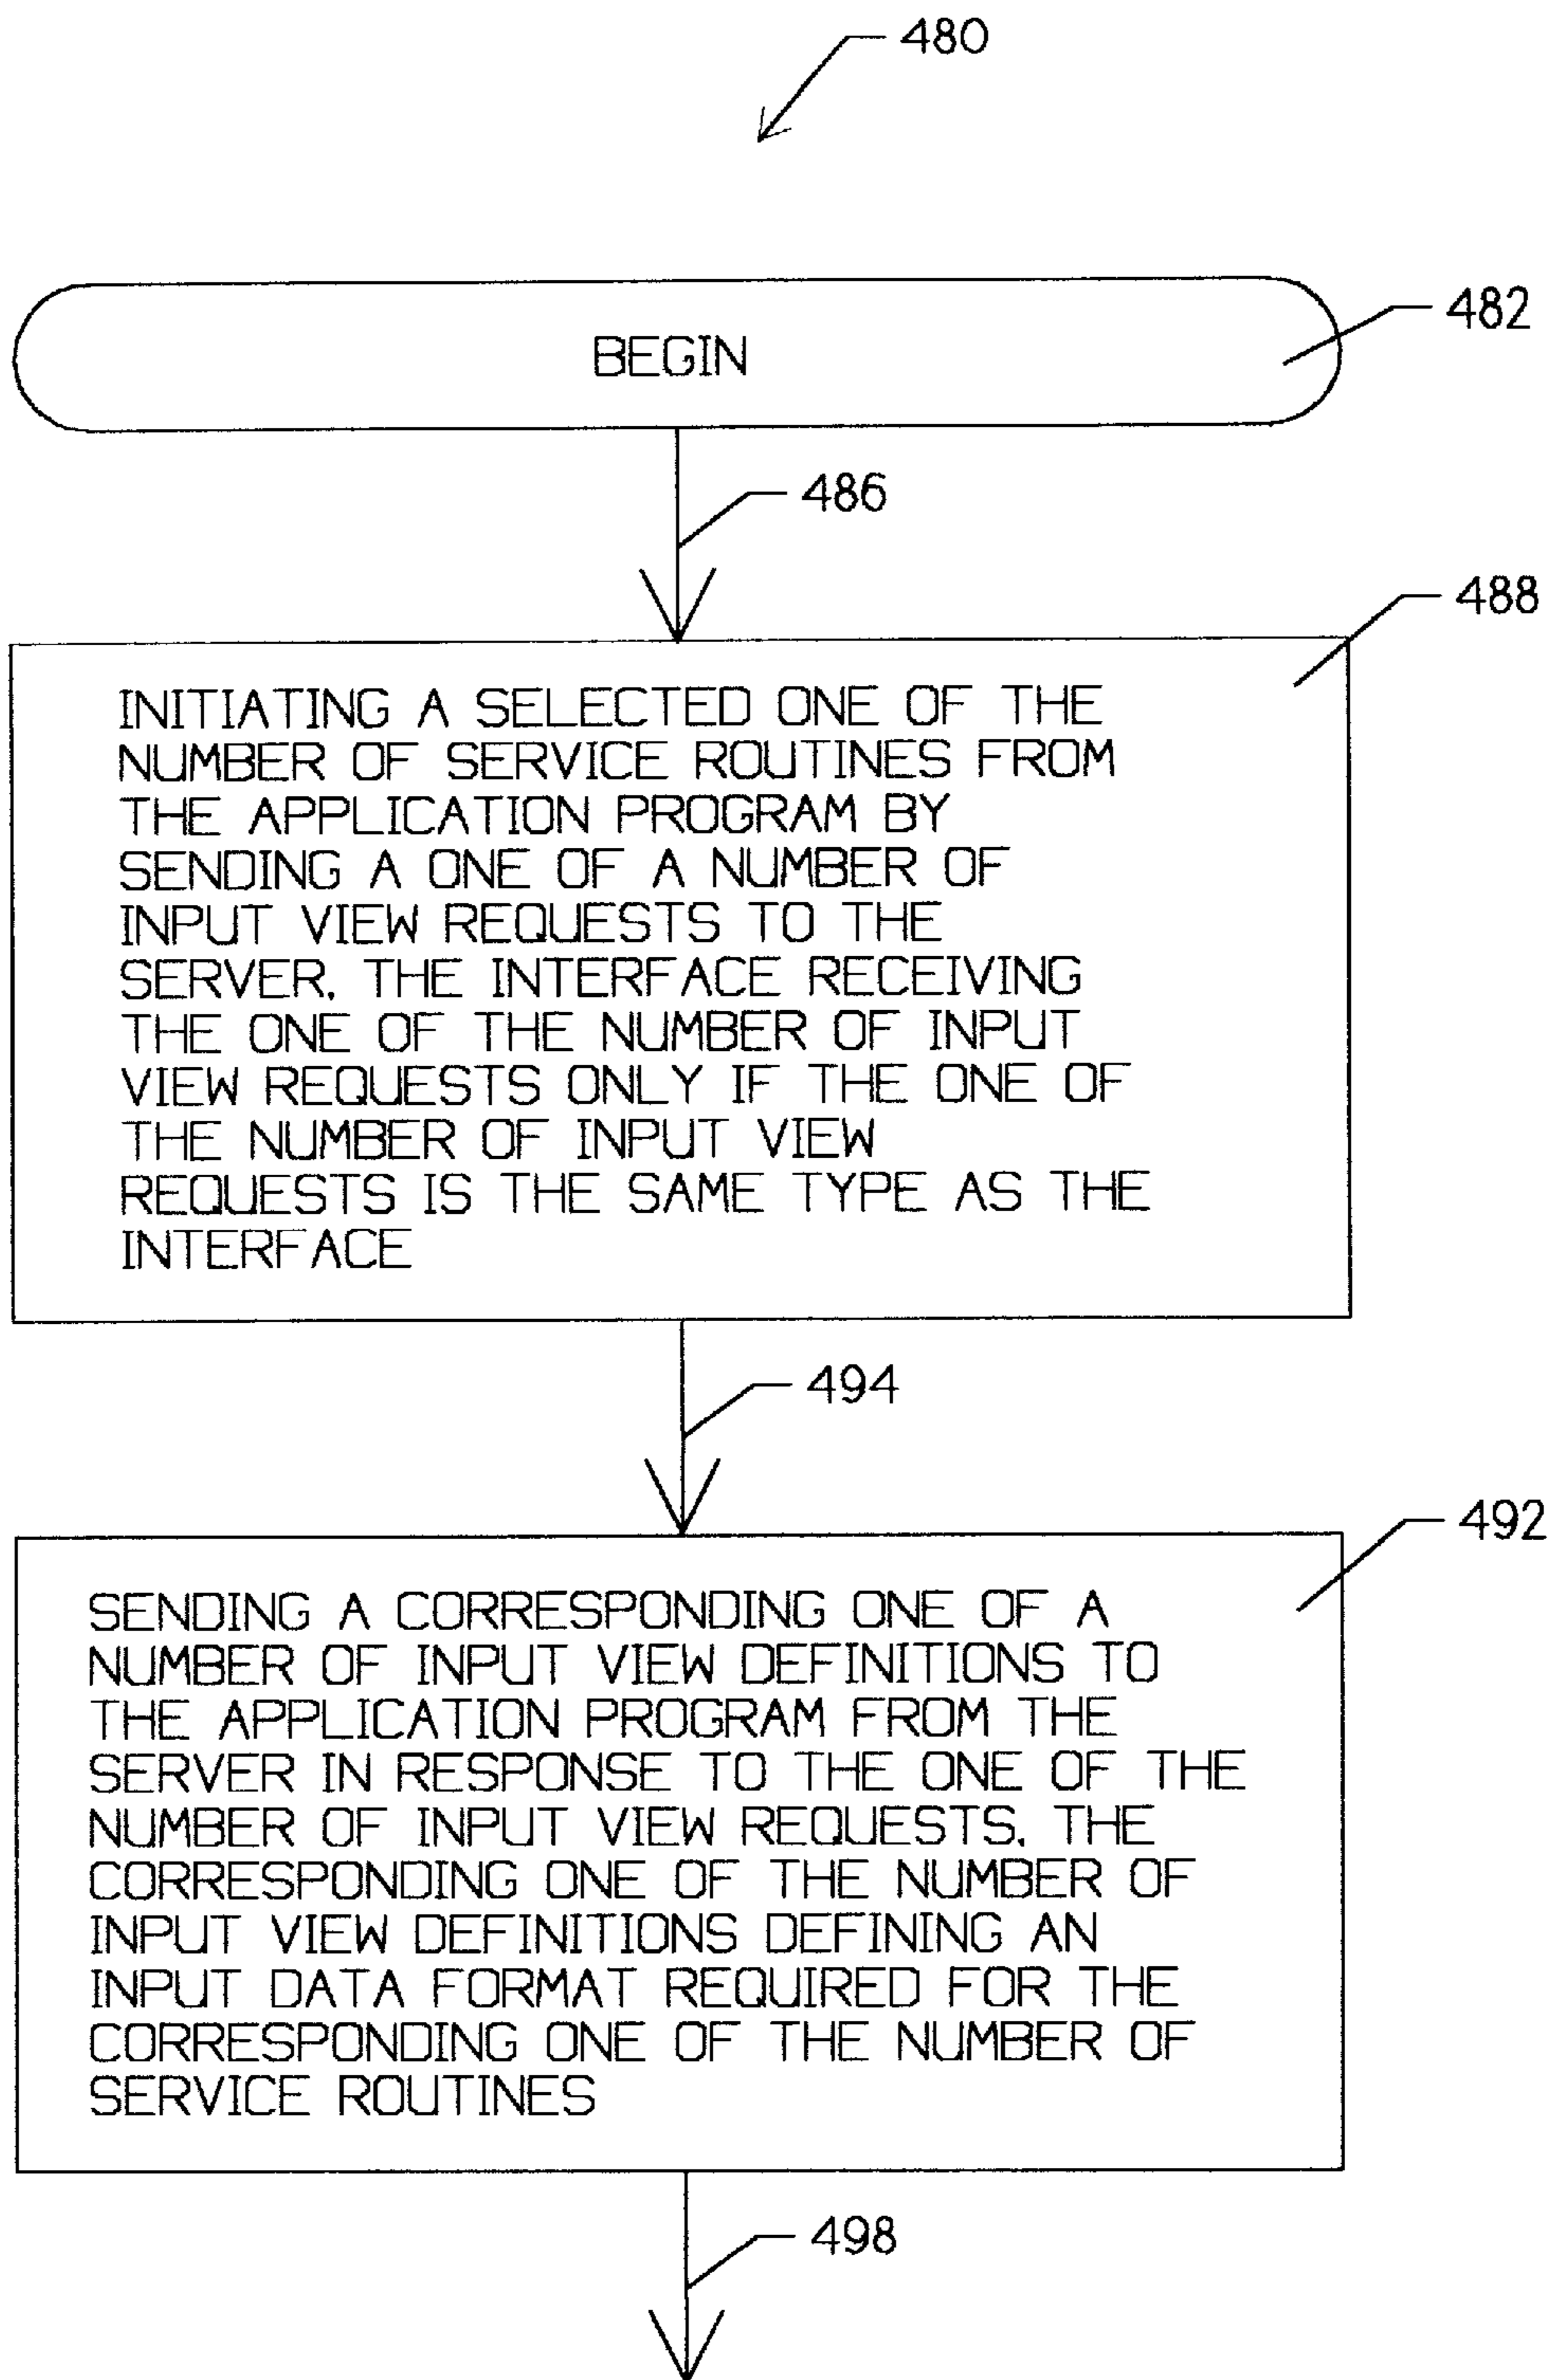 480
BEGIN
482
486
488
INITIATING A SELECTED ONE OF THE
NUMBER OF SERVICE ROUTINES FROM
THE APPLICATION PROGRAM BY
SENDING A ONE OF A NUMBER OF
INPUT VIEW REQUESTS TO THE
SERVER, THE INTERFACE RECEIVING
THE ONE OF THE NUMBER OF INPUT
VIEW REQUESTS ONLY IF THE ONE OF
THE NUMBER OF INPUT VIEW
REQUESTS IS THE SAME TYPE AS THE
INTERFACE
494
492
SENDING A CORRESPONDING ONE OF A
NUMBER OF INPUT VIEW DEFINITIONS TO
THE APPLICATION PROGRAM FROM THE
SERVER IN RESPONSE TO THE ONE OF THE
NUMBER OF INPUT VIEW REQUESTS, THE
CORRESPONDING ONE OF THE NUMBER OF
INPUT VIEW DEFINITIONS DEFINING AN
INPUT DATA FORMAT REQUIRED FOR THE
CORRESPONDING ONE OF THE NUMBER OF
SERVICE ROUTINES
498